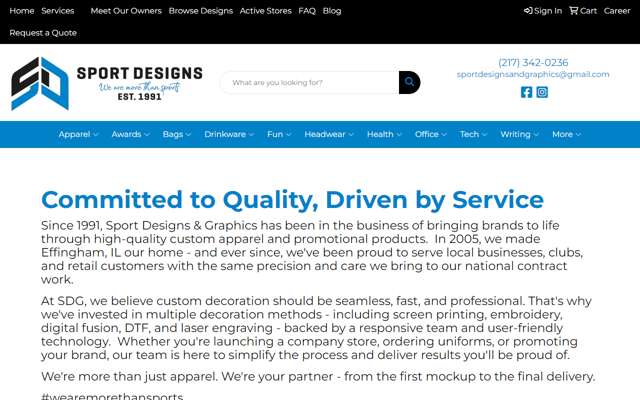 Home Services Meet Our Owners Browse Designs Active Stores FAQ Blog Sign In Cart Career
Request a Quote
SPORT DESIGNS
We are more than sports
EST. 1991
What are you looking for?
(217) 342-0236
sportdesignsandgraphics@gmail.com
Apparel Awards Bags Drinkware Fun Headwear Health Office Tech Writing More
Committed to Quality, Driven by Service
Since 1991, Sport Designs & Graphics has been in the business of bringing brands to life
through high-quality custom apparel and promotional products. In 2005, we made
Effingham, IL our home - and ever since, we've been proud to serve local businesses, clubs,
and retail customers with the same precision and care we bring to our national contract
work.
At SDG, we believe custom decoration should be seamless, fast, and professional. That's why
we've invested in multiple decoration methods - including screen printing, embroidery,
digital fusion, DTF, and laser engraving - backed by a responsive team and user-friendly
technology. Whether you're launching a company store, ordering uniforms, or promoting
your brand, our team is here to simplify the process and deliver results you'll be proud of.
We're more than just apparel. We're your partner - from the first mockup to the final delivery.
#wearemorethansports